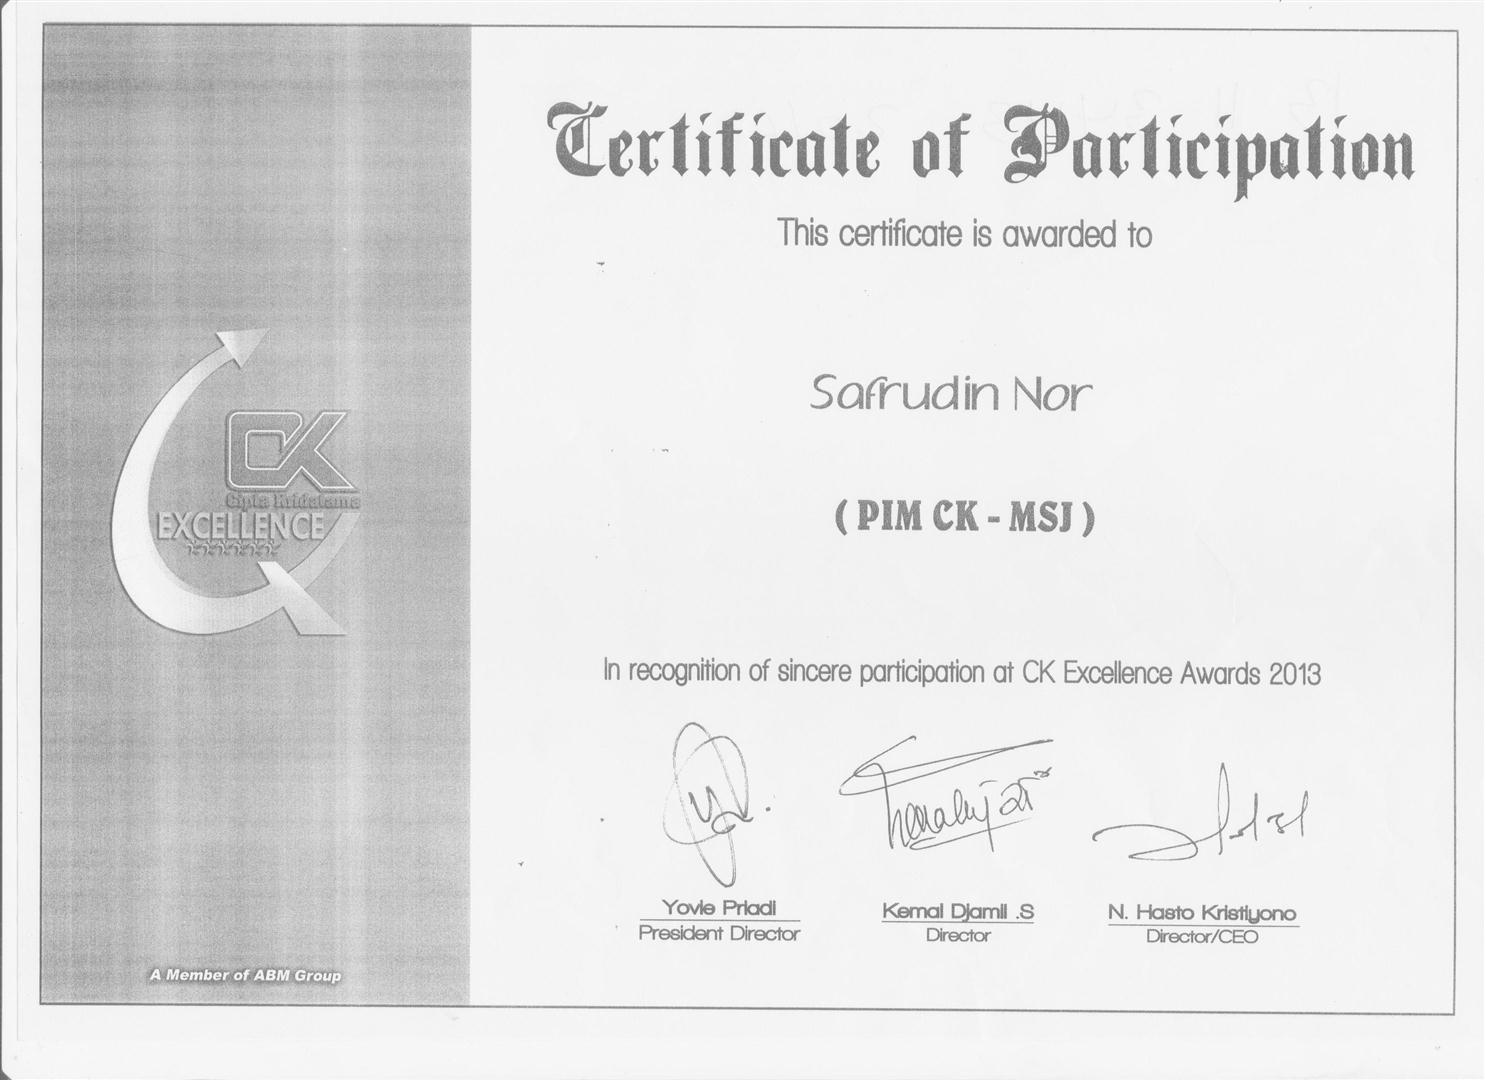 Certificate of Participation
This certificate is awarded to
Safrudin Nor
( PIM CK - MSJ )
In recognition of sincere participation at CK Excellence Awards 2013
Yovie Priadi
President Director
Kemal Djamil .S
Director
N. Hasto Kristiyono
Director/CEO
CK
Cipta Kridatama
EXCELLENCE
A Member of ABM Group